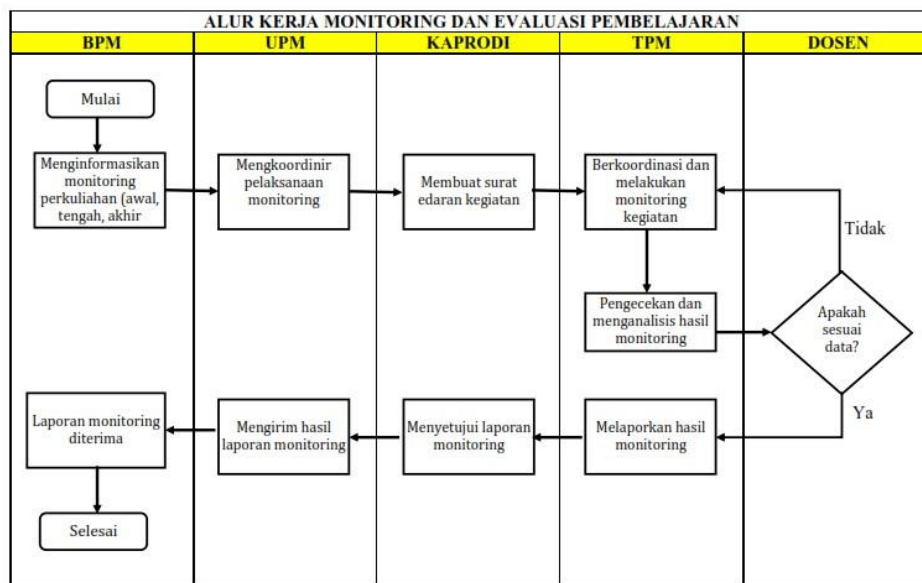 ALUR KERJA MONITORING DAN EVALUASI PEMBELAJARAN
BPM
UPM
KAPRODI
TPM
DOSEN
Mulai
Menginformasikan
monitoring
perkuliahan (awal,
tengah, akhir
Mengkoordinir
pelaksanaan
monitoring
Membuat surat
edaran kegiatan
Berkoordinasi dan
melakukan
monitoring
kegiatan
Tidak
Pengecekan dan
menganalisis hasil
monitoring
Apakah
sesuai
data?
Ya
Melaporkan hasil
monitoring
Menyetujui laporan
monitoring
Mengirim hasil
laporan monitoring
Laporan monitoring
diterima
Selesai